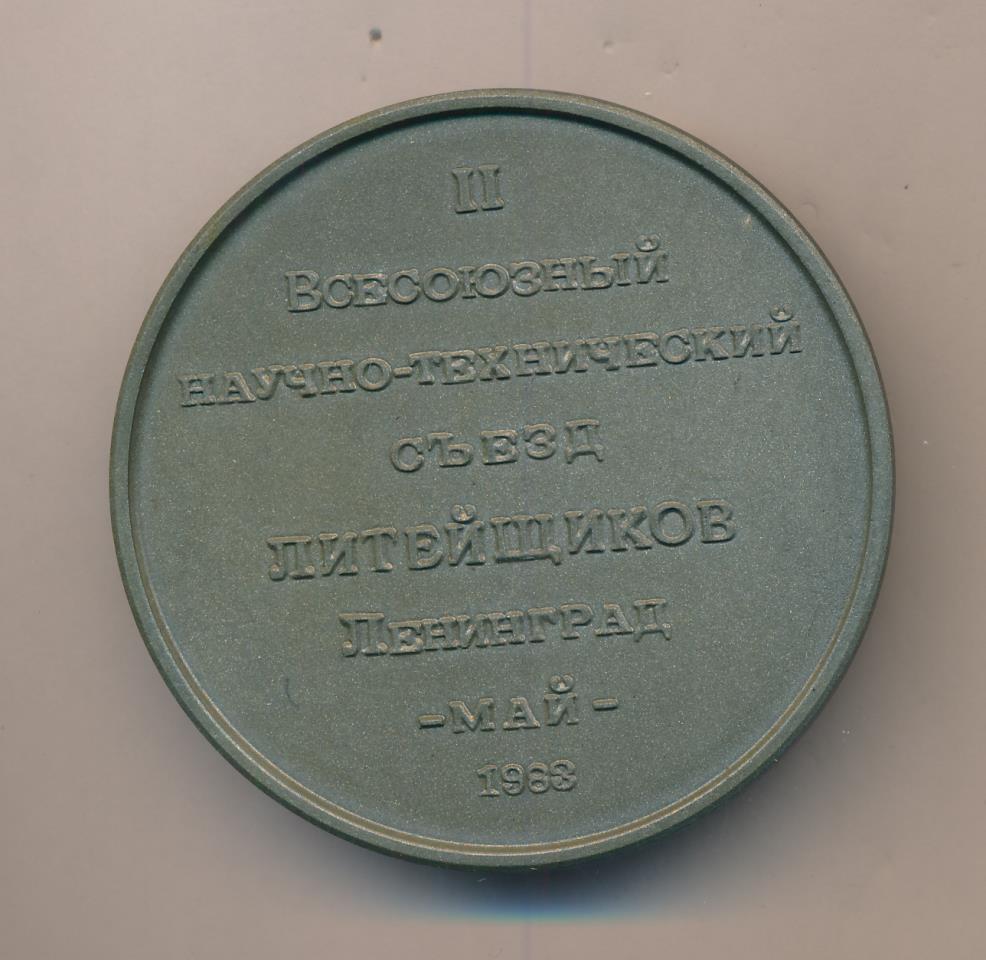 II
Всесоюзный
научно-технический
съезд
литейщиков
Ленинград
-май-
1983